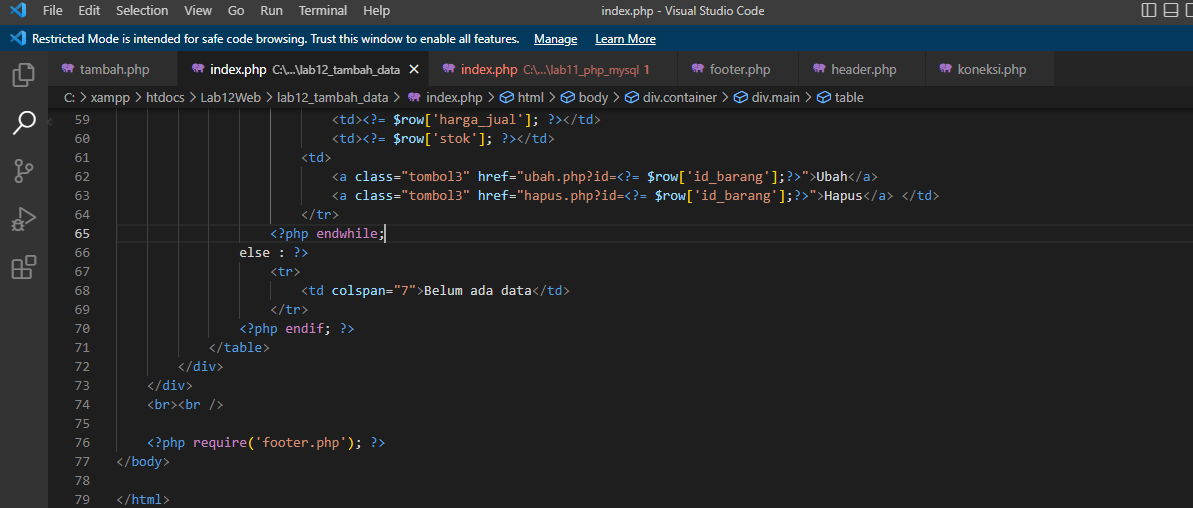 File Edit Selection View Go Run Terminal Help index.php - Visual Studio Code
Restricted Mode is intended for safe code browsing. Trust this window to enable all features. Manage Learn More
tambah.php index.php C:\...\lab12_tambah_data index.php C:\...\lab11_php_mysql 1 footer.php header.php koneksi.php
C: > xampp > htdocs > Lab12Web > lab12_tambah_data > index.php > html > body > div.container > div.main > table
59 <td><?= $row['harga_jual']; ?></td>
60 <td><?= $row['stok']; ?></td>
61 <td>
62 <a class="tombol3" href="ubah.php?id=<?= $row['id_barang'];?>">Ubah</a>
63 <a class="tombol3" href="hapus.php?id=<?= $row['id_barang'];?>">Hapus</a> </td>
64 </tr>
65 <?php endwhile;
66 else : ?>
67 <tr>
68 <td colspan="7">Belum ada data</td>
69 </tr>
70 <?php endif; ?>
71 </table>
72 </div>
73 </div>
74 <br><br />
75
76 <?php require('footer.php'); ?>
77 </body>
78
79 </html>